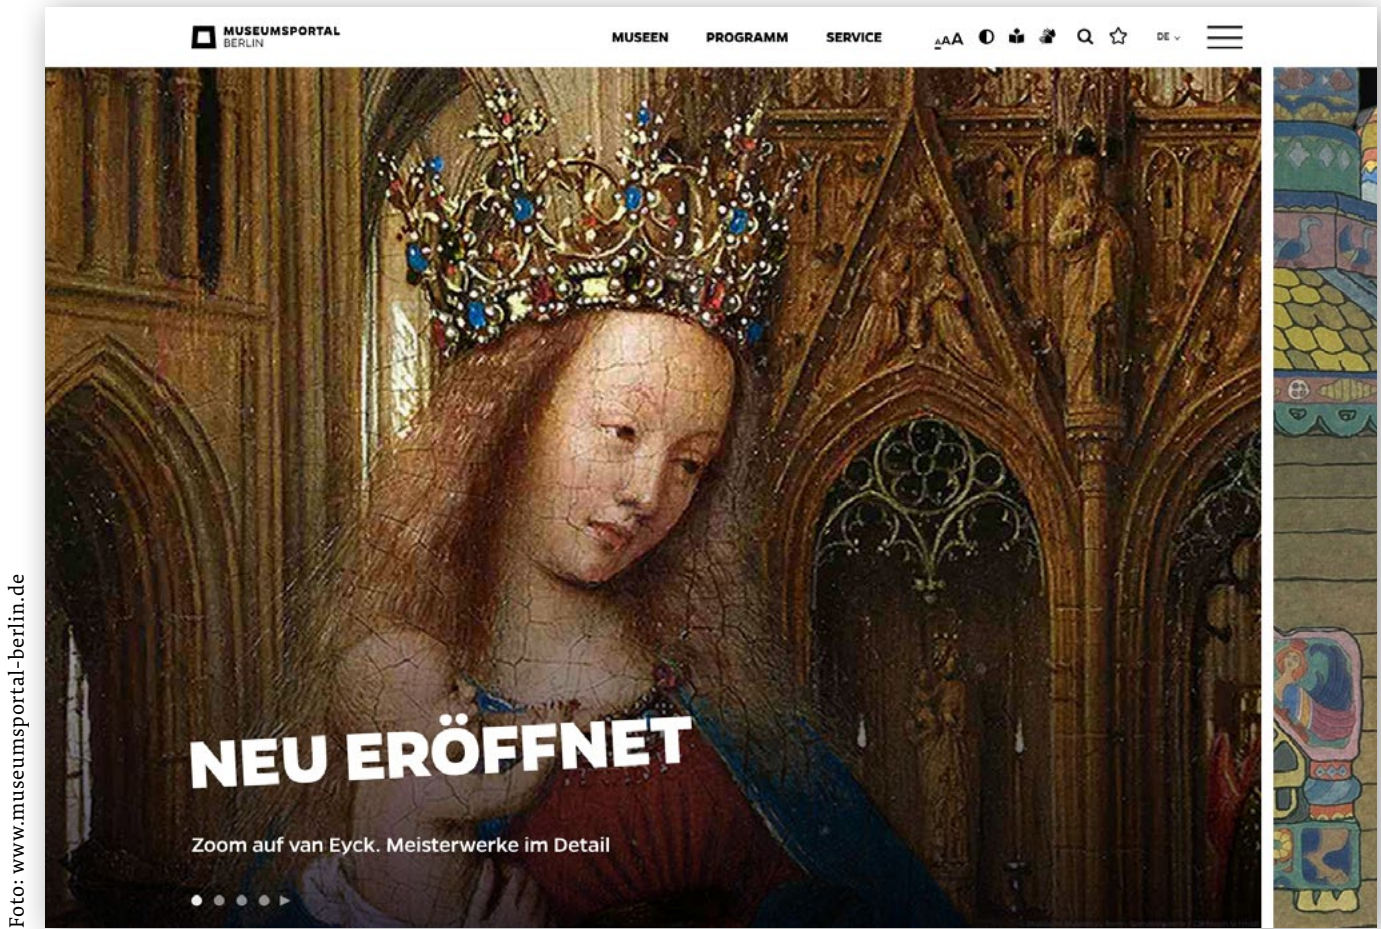 MUSEUMSPORTAL
BERLIN
MUSEEN
PROGRAMM
SERVICE
AAA
DE
NEU ERÖFFNET
Zoom auf van Eyck. Meisterwerke im Detail
Foto: www.museumsportal-berlin.de